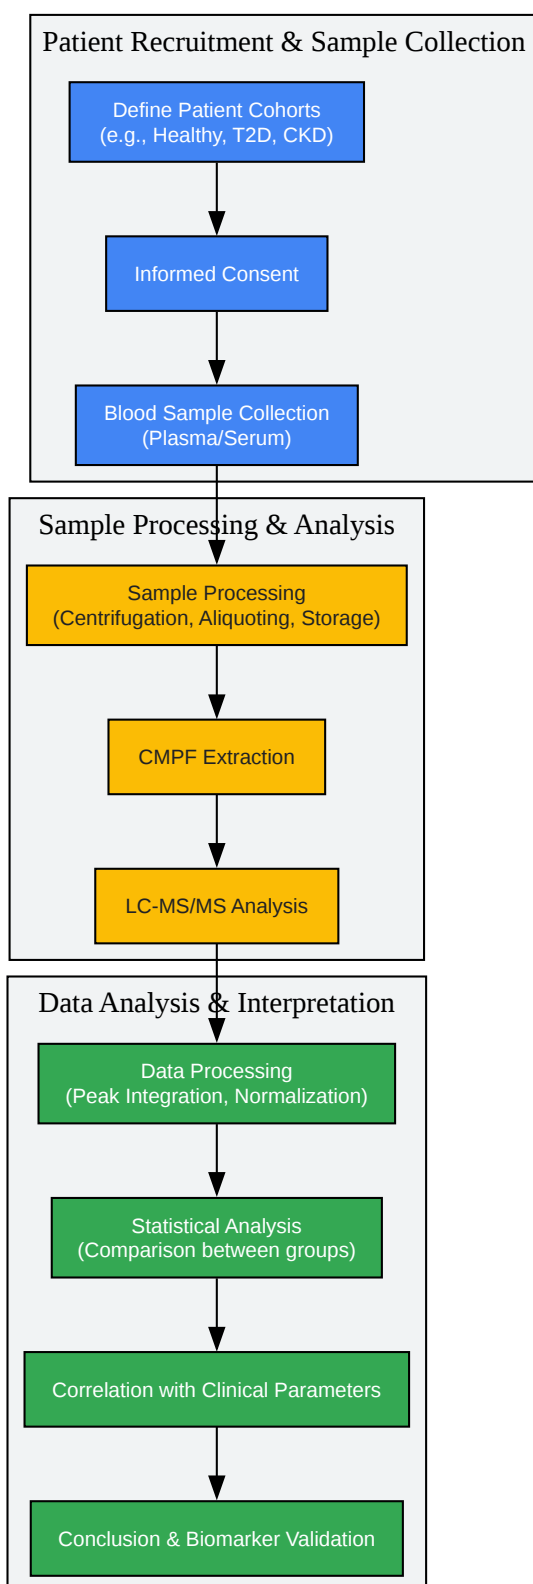 Patient Recruitment & Sample Collection
Define Patient Cohorts
(e.g., Healthy, T2D, CKD)
Informed Consent
Blood Sample Collection
(Plasma/Serum)
Sample Processing & Analysis
Sample Processing
(Centrifugation, Aliquoting, Storage)
CMPF Extraction
LC-MS/MS Analysis
Data Analysis & Interpretation
Data Processing
(Peak Integration, Normalization)
Statistical Analysis
(Comparison between groups)
Correlation with Clinical Parameters
Conclusion & Biomarker Validation